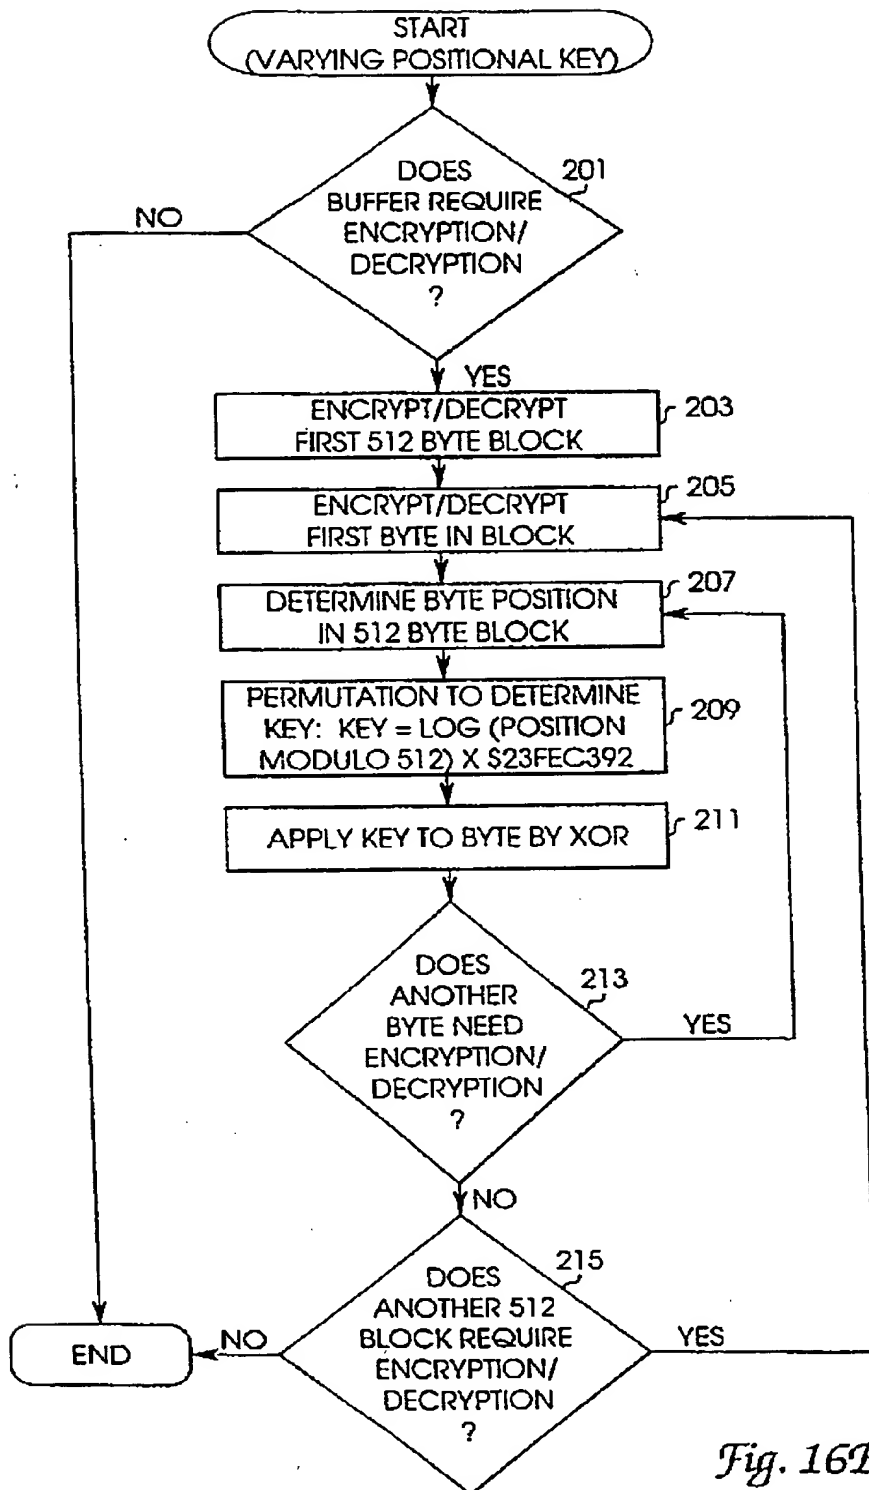 START
(VARYING POSITIONAL KEY)
DOES
BUFFER REQUIRE
ENCRYPTION/
DECRYPTION
?
201
NO
YES
ENCRYPT/DECRYPT
FIRST 512 BYTE BLOCK
203
ENCRYPT/DECRYPT
FIRST BYTE IN BLOCK
205
DETERMINE BYTE POSITION
IN 512 BYTE BLOCK
207
PERMUTATION TO DETERMINE
KEY: KEY = LOG (POSITION
MODULO 512) X $23FEC392
209
APPLY KEY TO BYTE BY XOR
211
DOES
ANOTHER
BYTE NEED
ENCRYPTION/
DECRYPTION
?
213
YES
NO
DOES
ANOTHER 512
BLOCK REQUIRE
ENCRYPTION/
DECRYPTION
?
215
YES
NO
END
Fig.